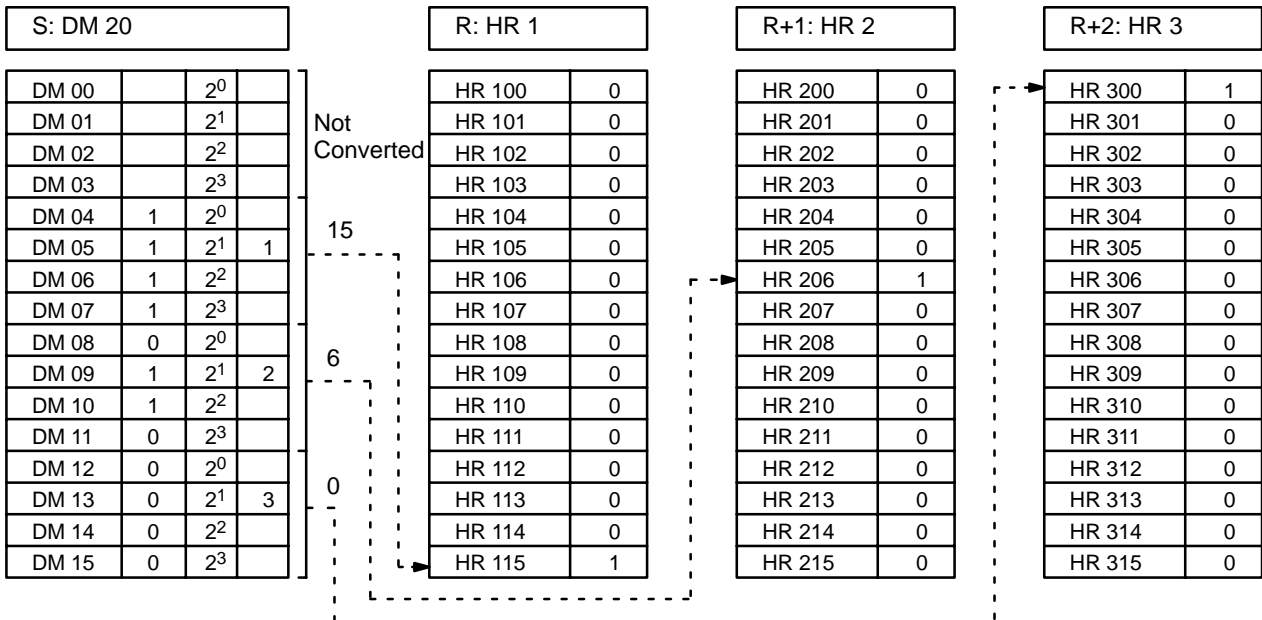 S: DM 20 R: HR 1 R+1: HR 2 R+2: HR 3
DM 00 2⁰ HR 100 0 HR 200 0 HR 300 1
DM 01 2¹ Not HR 101 0 HR 201 0 HR 301 0
DM 02 2² Converted HR 102 0 HR 202 0 HR 302 0
DM 03 2³ HR 103 0 HR 203 0 HR 303 0
DM 04 1 2⁰ HR 104 0 HR 204 0 HR 304 0
15
DM 05 1 2¹ 1 HR 105 0 HR 205 0 HR 305 0
DM 06 1 2² HR 106 0 HR 206 1 HR 306 0
DM 07 1 2³ HR 107 0 HR 207 0 HR 307 0
DM 08 0 2⁰ HR 108 0 HR 208 0 HR 308 0
6
DM 09 1 2¹ 2 HR 109 0 HR 209 0 HR 309 0
DM 10 1 2² HR 110 0 HR 210 0 HR 310 0
DM 11 0 2³ HR 111 0 HR 211 0 HR 311 0
DM 12 0 2⁰ HR 112 0 HR 212 0 HR 312 0
0
DM 13 0 2¹ 3 HR 113 0 HR 213 0 HR 313 0
DM 14 0 2² HR 114 0 HR 214 0 HR 314 0
DM 15 0 2³ HR 115 1 HR 215 0 HR 315 0